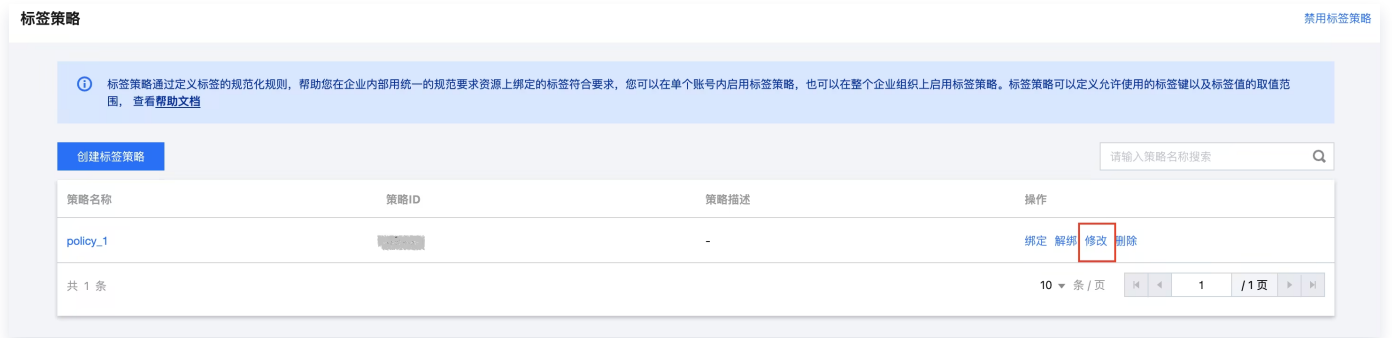 标签策略
禁用标签策略
标签策略通过定义标签的规范化规则，帮助您在企业内部用统一的规范要求资源上绑定的标签符合要求，您可以在单个账号内启用标签策略，也可以在整个企业组织上启用标签策略。标签策略可以定义允许使用的标签键以及标签值的取值范
围， 查看帮助文档
创建标签策略
请输入策略名称搜索
策略名称 策略ID 策略描述 操作
policy_1 - 绑定 解绑 修改 删除
共 1 条 10 条 / 页 1 / 1 页